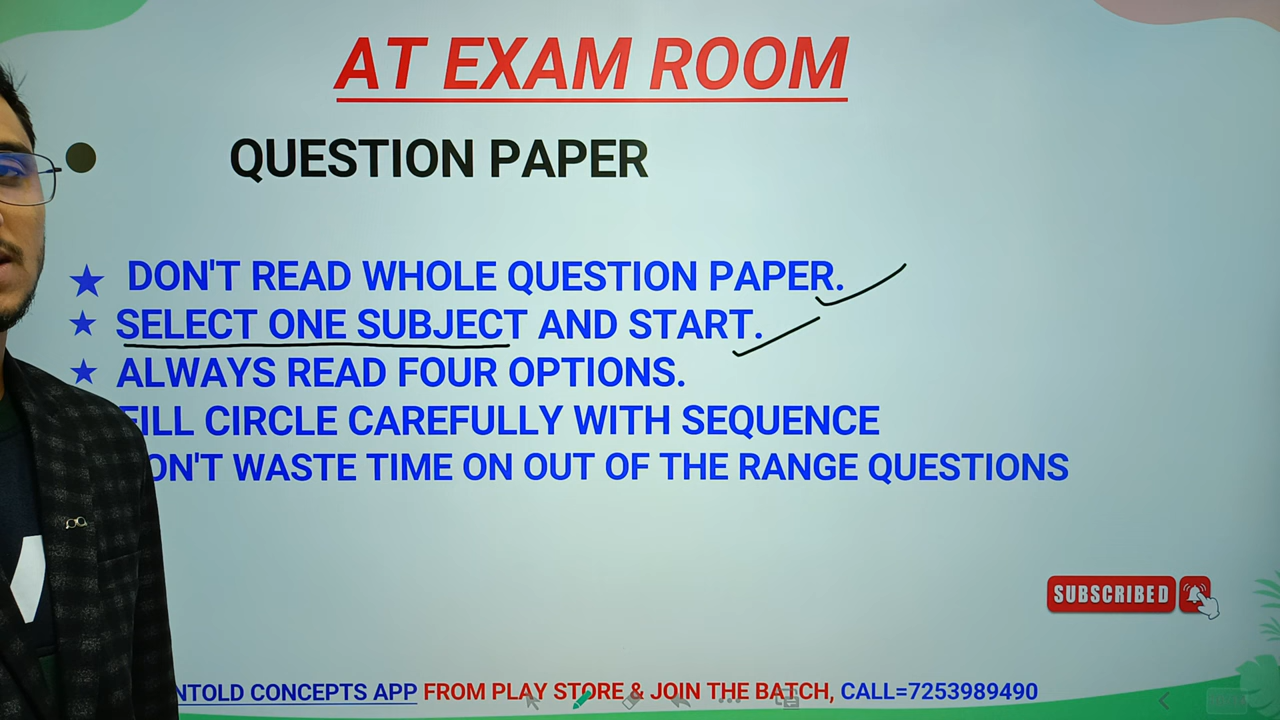 AT EXAM ROOM
QUESTION PAPER
DON'T READ WHOLE QUESTION PAPER.
SELECT ONE SUBJECT AND START.
ALWAYS READ FOUR OPTIONS.
FILL CIRCLE CAREFULLY WITH SEQUENCE
ON'T WASTE TIME ON OUT OF THE RANGE QUESTIONS
SUBSCRIBED
NTOLD CONCEPTS APP FROM PLAY STORE & JOIN THE BATCH, CALL=7253989490